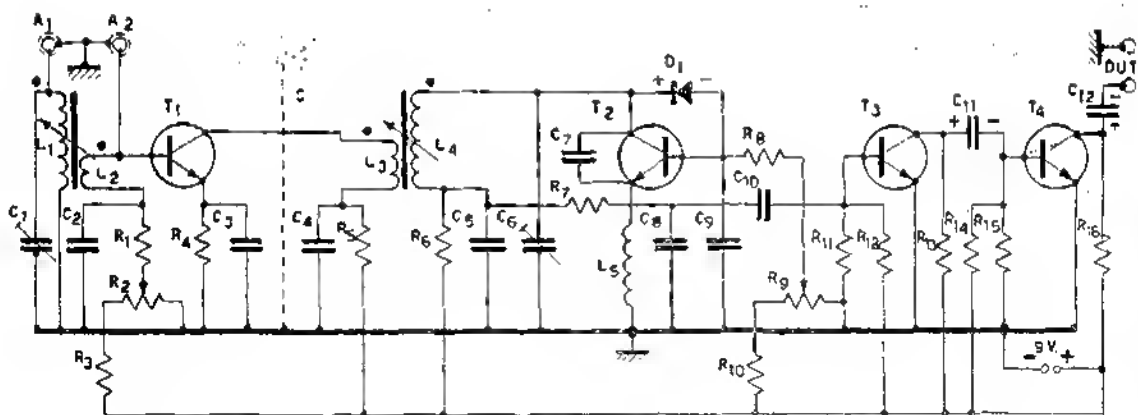 A1
A2
OUT
D1
C12
T1
S
T2
T3
C11
T4
+
-
+
-
-
+
L1
L2
L3
L4
C7
R8
C10
R7
C1
C2
R1
R4
C3
C4
R5
R6
C5
C6
L5
C8
C9
R11
R12
R13
R14
R15
R16
R2
R9
R3
R10
- 9V. +